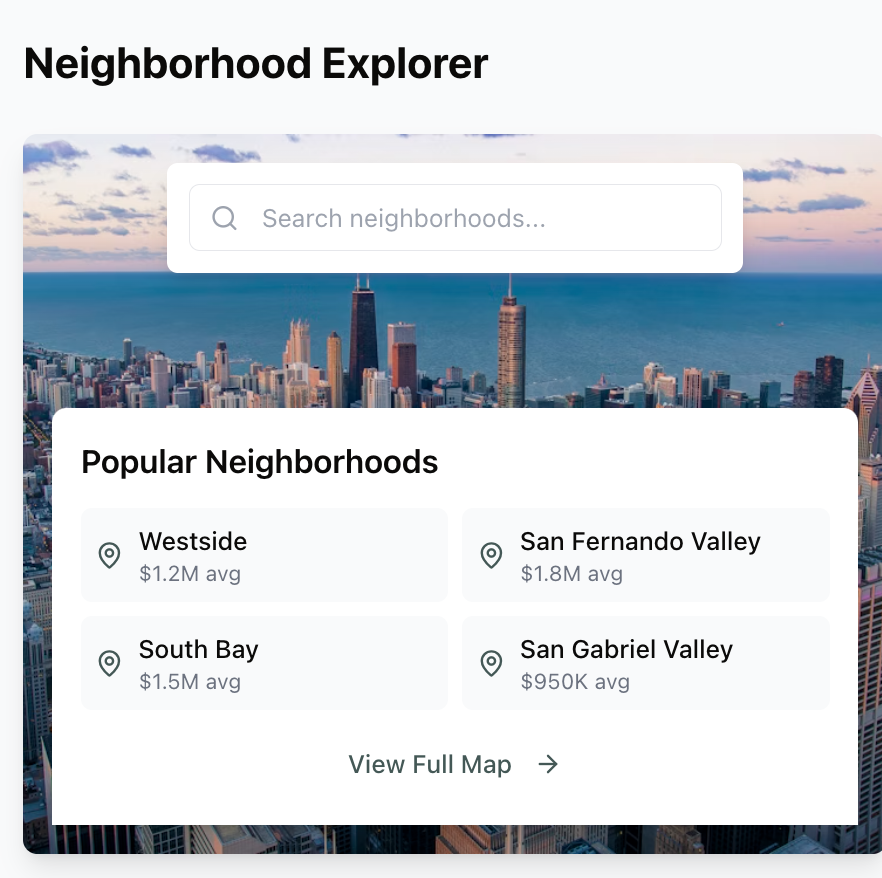 Neighborhood Explorer
Search neighborhoods...
Popular Neighborhoods
Westside
$1.2M avg
San Fernando Valley
$1.8M avg
South Bay
$1.5M avg
San Gabriel Valley
$950K avg
View Full Map